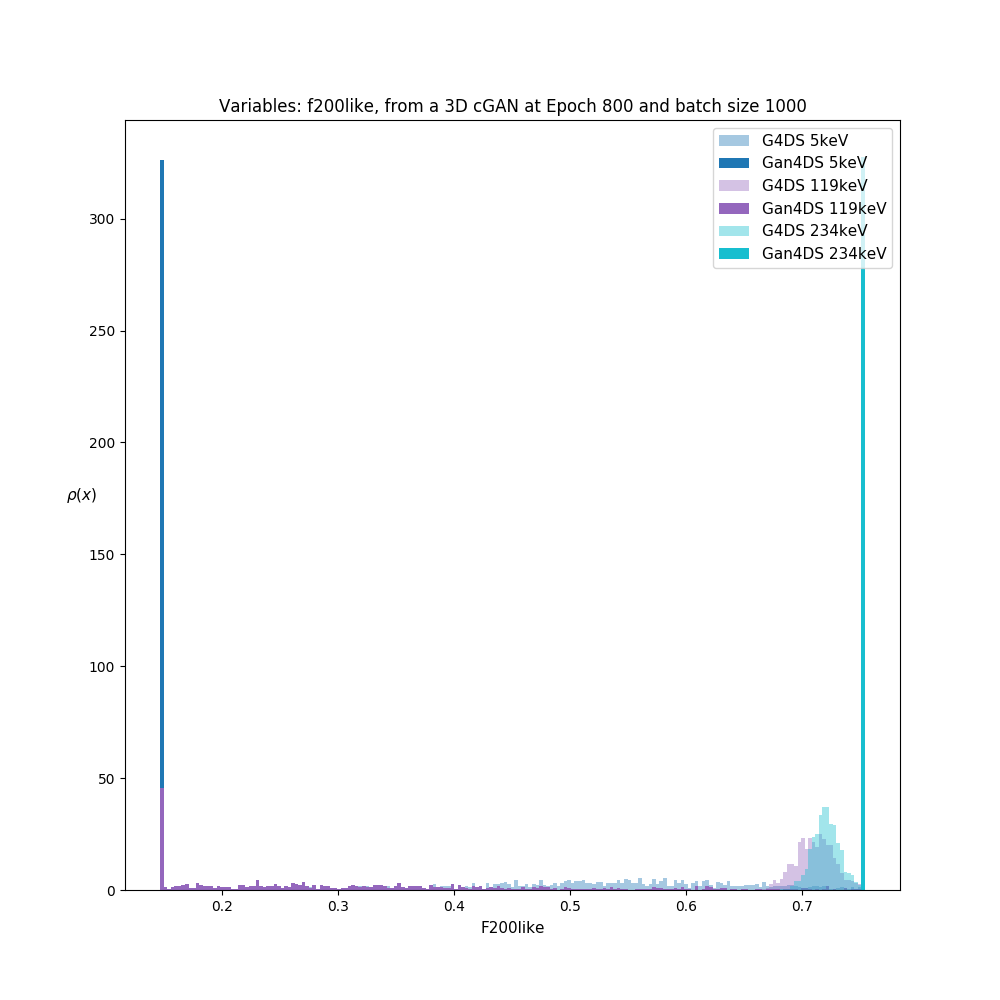 Variables: f200like, from a 3D cGAN at Epoch 800 and batch size 1000
G4DS 5keV
Gan4DS 5keV
G4DS 119keV
Gan4DS 119keV
G4DS 234keV
Gan4DS 234keV
300
250
200
ρ(x)
150
100
50
0
0.2 0.3 0.4 0.5 0.6 0.7
F200like